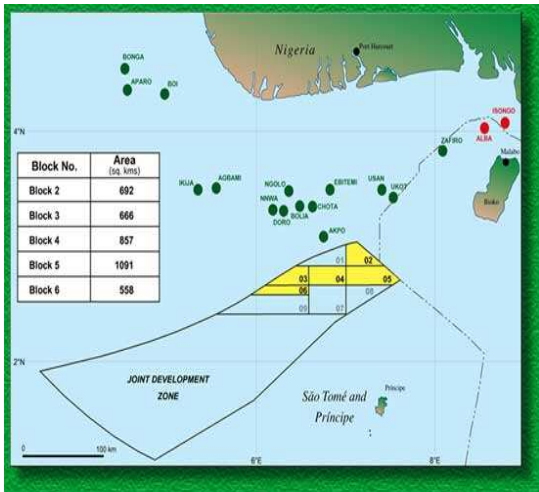 Nigeria
Port Harcourt
BONGA
APARO
BOI
ISONGO
ALBA
4°N
ZAFIRO
Malabo
Block No.
Area
(sq. kms)
Block 2
692
Block 3
666
Block 4
857
Block 5
1091
Block 6
558
IKIJA
AGBAMI
NGOLO
EBITEMI
USAN
UKOT
NNWA
DORO
BOLIA
CHOTA
Bioko
AKPO
01
02
03
04
05
06
08
09
07
2°N
JOINT DEVELOPMENT
ZONE
São Tomé and
Príncipe
Príncipe
0
100 km
6°E
8°E